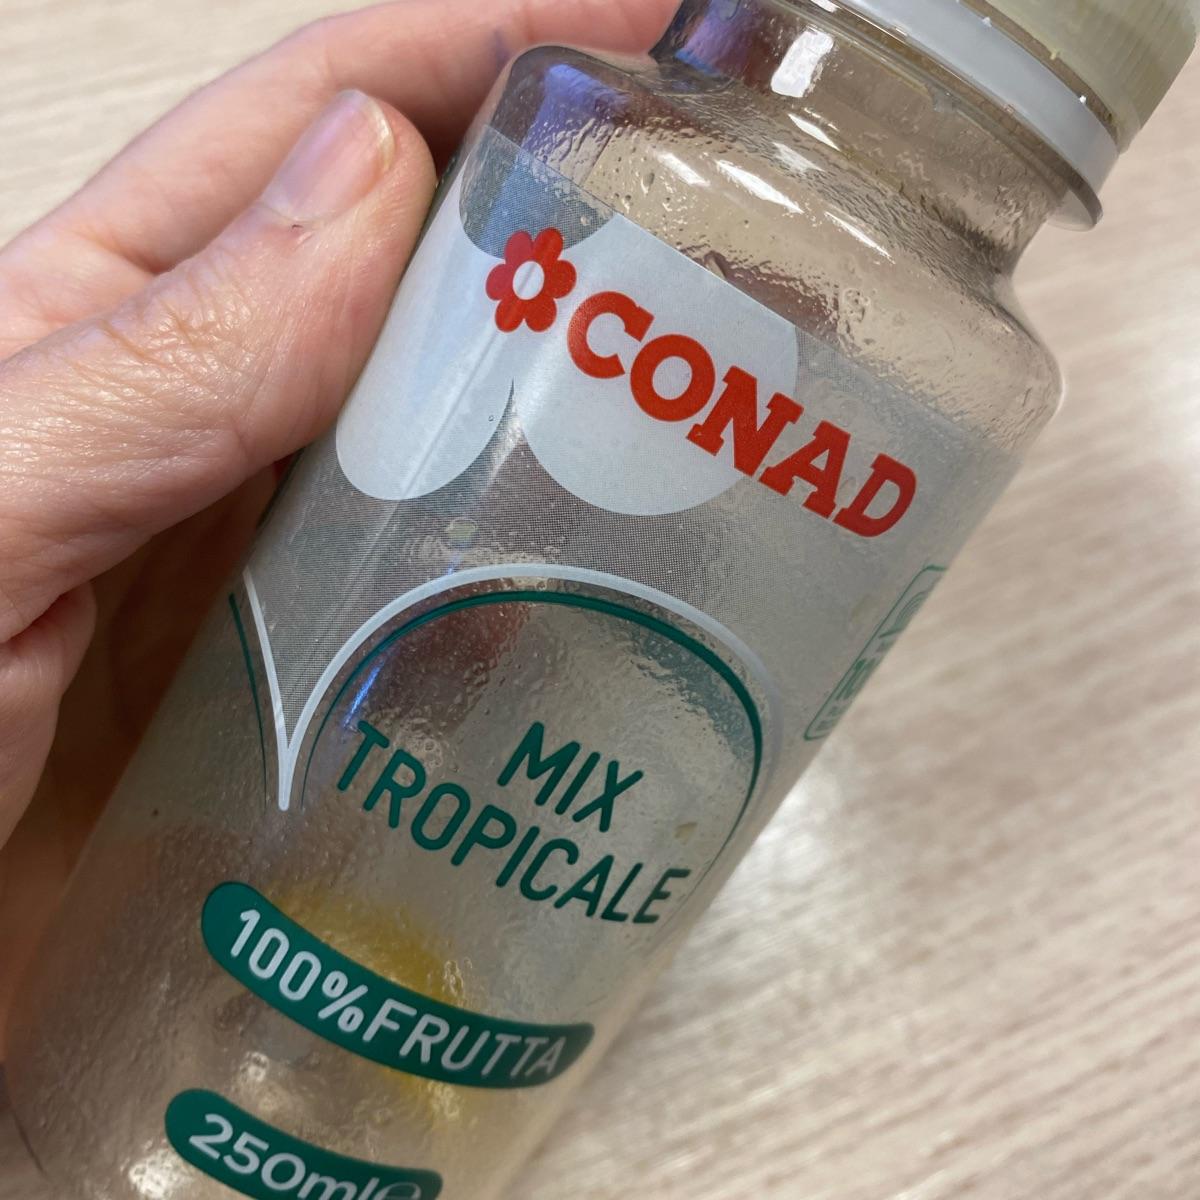 CONAD
MIX
TROPICALE
100%FRUTTA
250ml℮